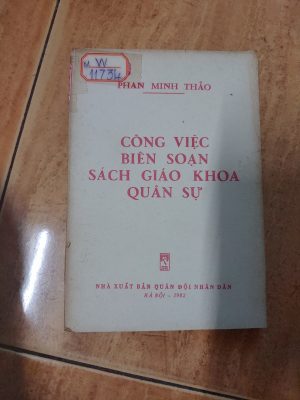 M W
11734
PHAN MINH THẢO
CÔNG VIỆC
BIÊN SOẠN
SÁCH GIÁO KHOA
QUÂN SỰ
NHÀ XUẤT BẢN QUÂN ĐỘI NHÂN DÂN
HÀ NỘI - 1982